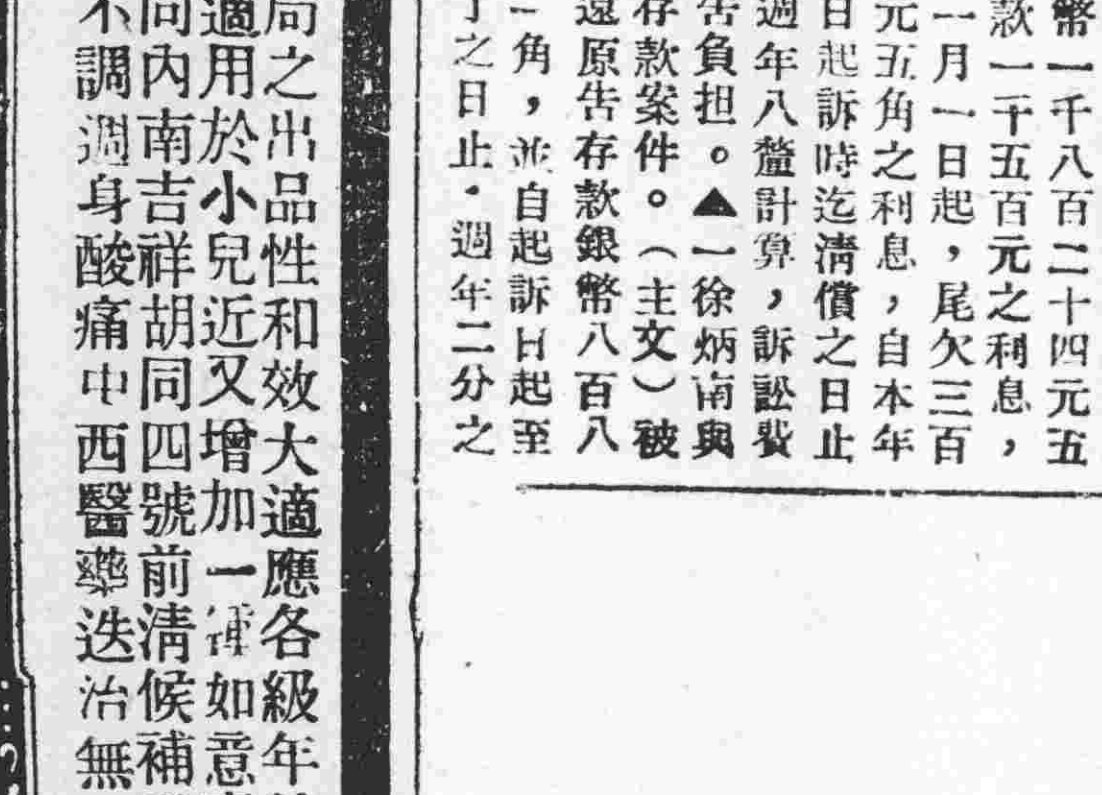 幣一千八百二十四元五
款一千五百元之利息，
一月一日起，尾欠三百
元五角之利息，自本年
日起訴時迄清償之日止
週年八釐計算，訴訟費
告負担。▲一徐炳南與
存款案件。（主文）被
還原告存款銀幣八百八
一角，並自起訴日起至
了之日止・週年二分之
局之出品性和效大適應各級年
適用於小兒近又增加一種如意
同內南吉祥胡同四號前清候補
不調週身酸痛中西醫藥迭治無